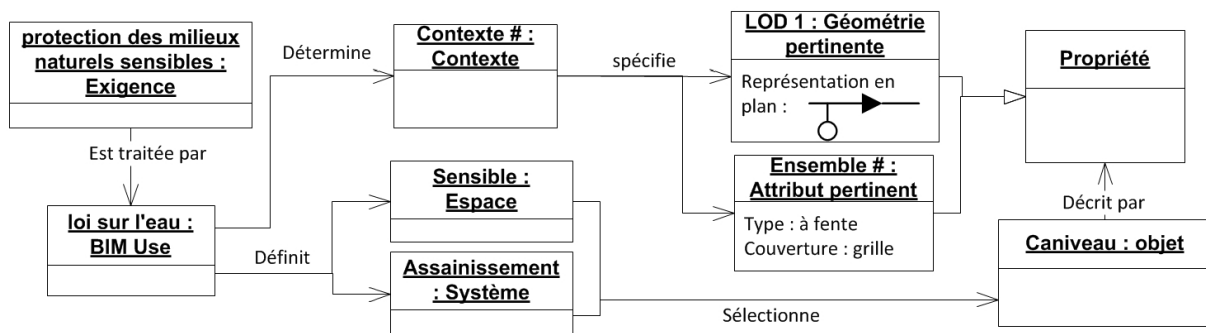 protection des milieux
naturels sensibles :
Exigence
Est traitée par
loi sur l'eau :
BIM Use
Détermine
Définit
Contexte # :
Contexte
Sensible :
Espace
Assainissement
: Système
spécifie
LOD 1 : Géométrie
pertinente
Représentation en
plan :
Ensemble # :
Attribut pertinent
Type : à fente
Couverture : grille
Sélectionne
Propriété
Décrit par
Caniveau : objet